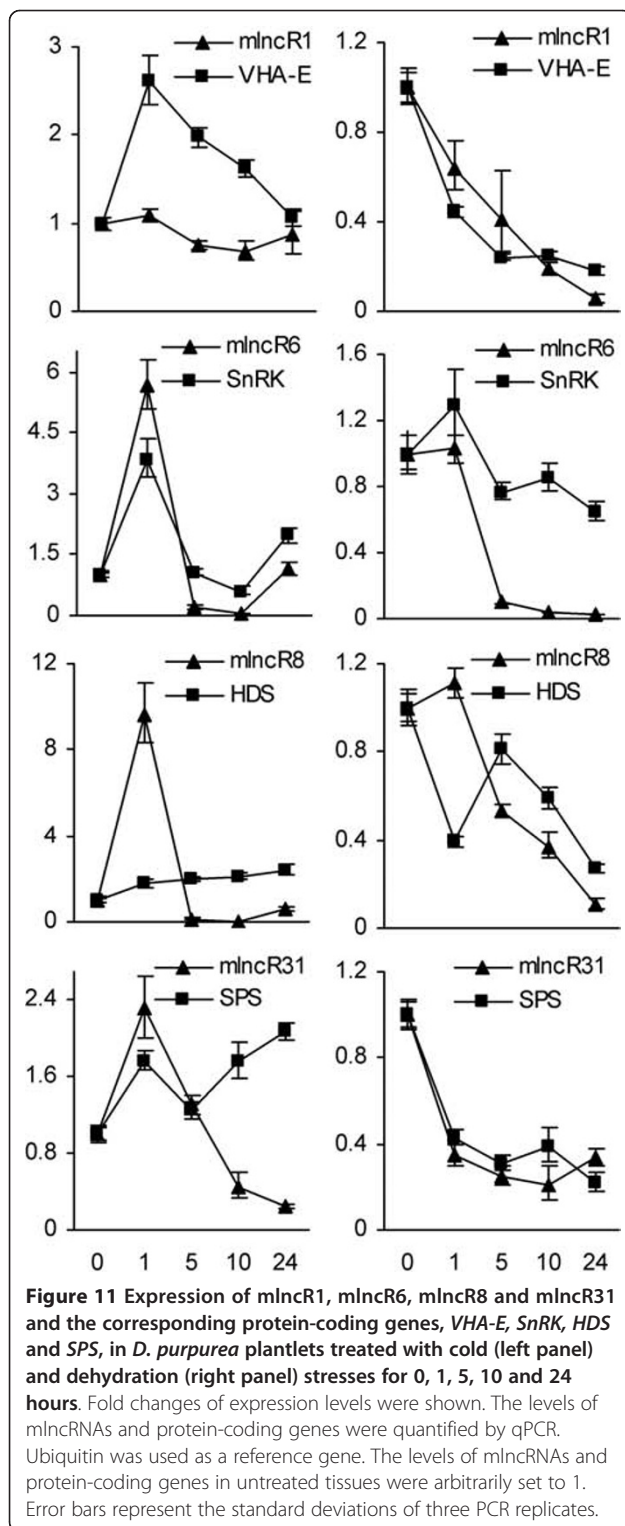 mlncR1
VHA-E
3
2
1
0
mlncR1
VHA-E
1.2
0.8
0.4
0
mlncR6
SnRK
6
4.5
3
1.5
0
mlncR6
SnRK
1.6
1.2
0.8
0.4
0
mlncR8
HDS
12
8
4
2
0
mlncR8
HDS
1.2
0.8
0.4
0
mlncR31
SPS
2.4
1.6
0.8
0
0 1 5 10 24
mlncR31
SPS
1.2
0.8
0.4
0
0 1 5 10 24
Figure 11 Expression of mlncR1, mlncR6, mlncR8 and mlncR31
and the corresponding protein-coding genes, VHA-E, SnRK, HDS
and SPS, in D. purpurea plantlets treated with cold (left panel)
and dehydration (right panel) stresses for 0, 1, 5, 10 and 24
hours. Fold changes of expression levels were shown. The levels of
mlncRNAs and protein-coding genes were quantified by qPCR.
Ubiquitin was used as a reference gene. The levels of mlncRNAs and
protein-coding genes in untreated tissues were arbitrarily set to 1.
Error bars represent the standard deviations of three PCR replicates.